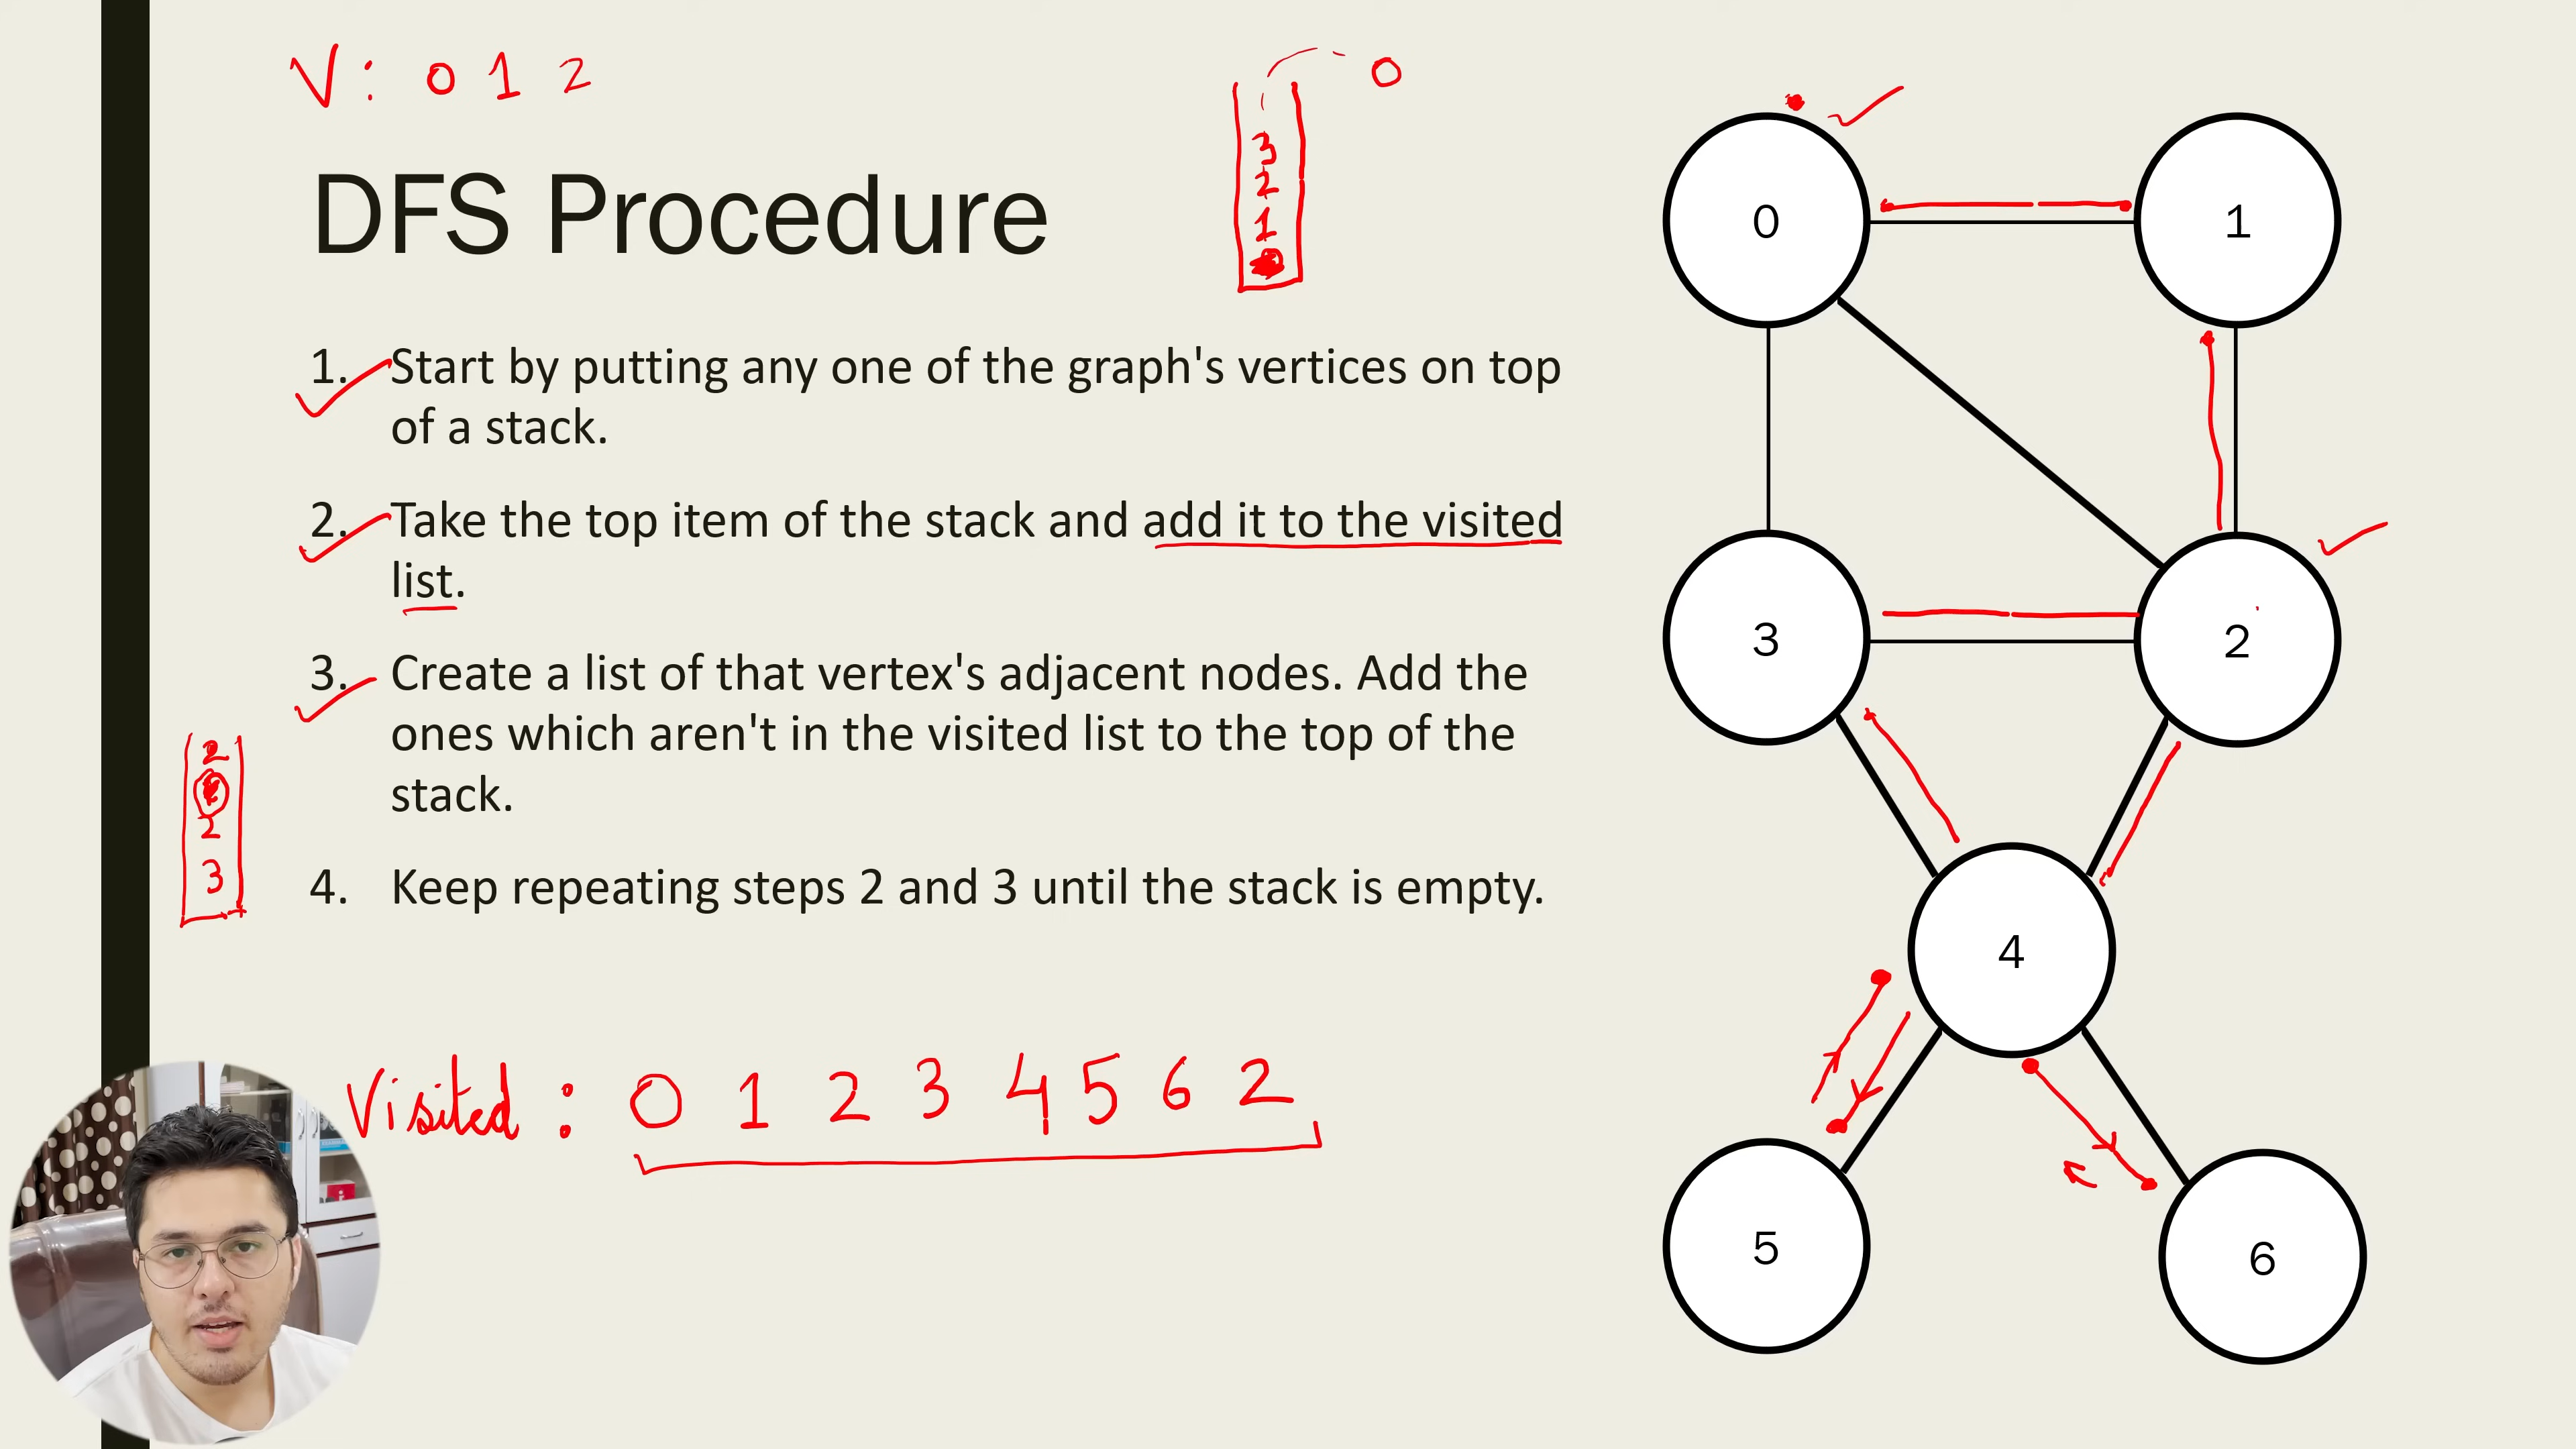 V: 0 1 2
0
3
2
1
DFS Procedure
1. Start by putting any one of the graph's vertices on top
of a stack.
2. Take the top item of the stack and add it to the visited
list.
3. Create a list of that vertex's adjacent nodes. Add the
ones which aren't in the visited list to the top of the
stack.
4. Keep repeating steps 2 and 3 until the stack is empty.
2
2
3
Visited : 0 1 2 3 4 5 6 2
0 1
3 2
4
5 6